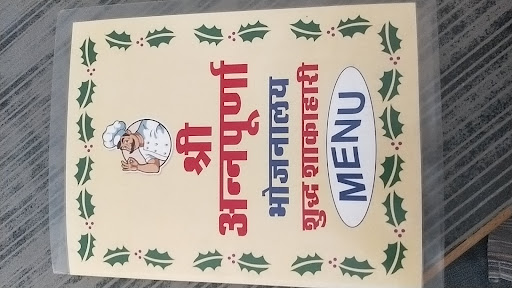 श्री
अन्नपूर्णा
भोजनालय
शुद्ध शाकाहारी
MENU